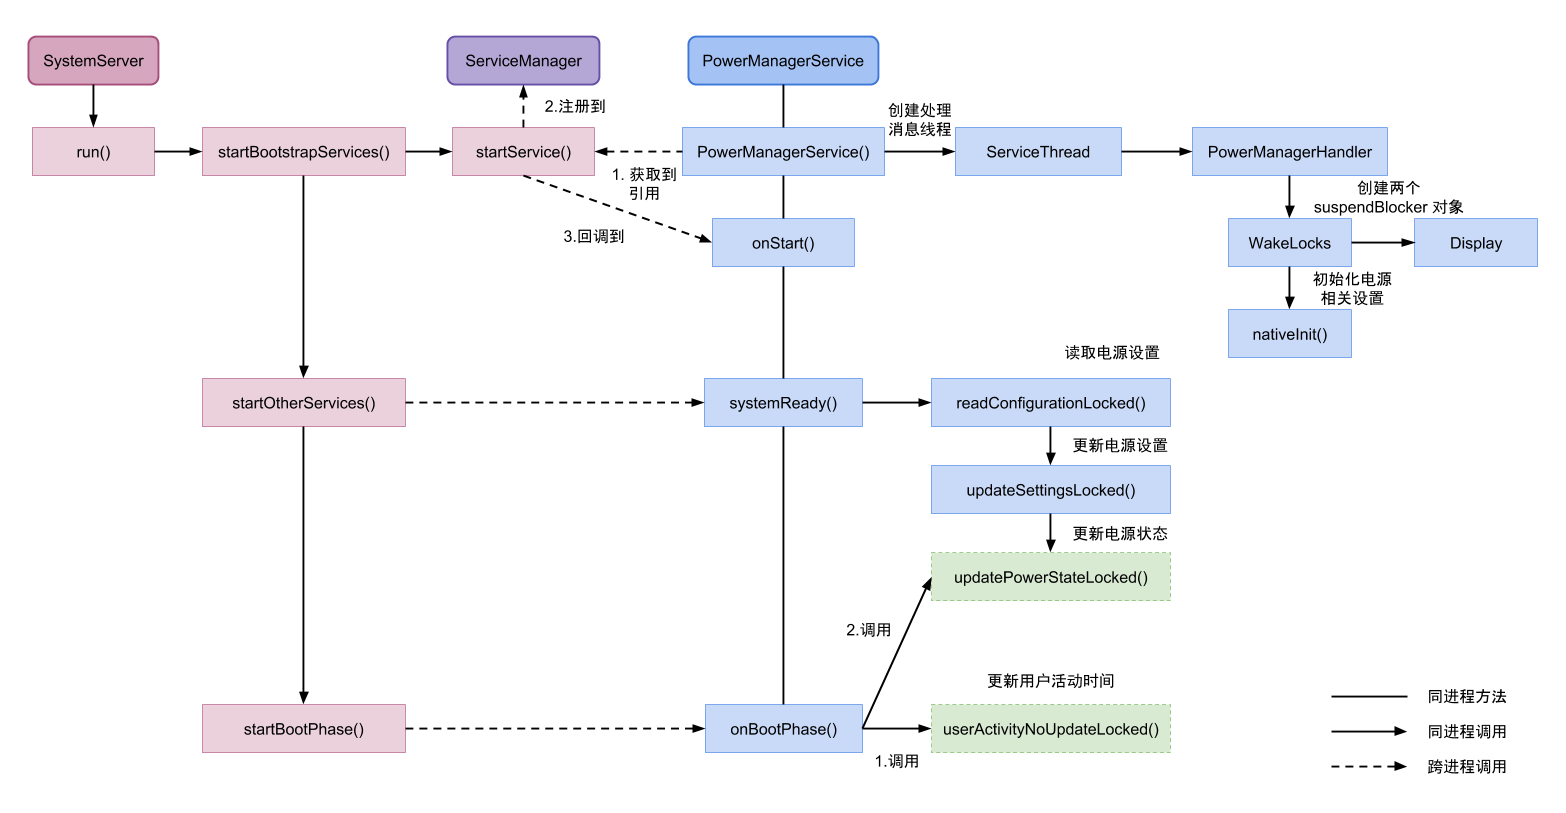 SystemServer
ServiceManager
PowerManagerService
2.注册到
创建处理
消息线程
run()
startBootstrapServices()
startService()
PowerManagerService()
ServiceThread
PowerManagerHandler
1. 获取到
引用
创建两个
suspendBlocker 对象
3.回调到
onStart()
WakeLocks
Display
初始化电源
相关设置
nativeInit()
读取电源设置
startOtherServices()
systemReady()
readConfigurationLocked()
更新电源设置
updateSettingsLocked()
更新电源状态
updatePowerStateLocked()
2.调用
更新用户活动时间
startBootPhase()
onBootPhase()
userActivityNoUpdateLocked()
1.调用
同进程方法
同进程调用
跨进程调用